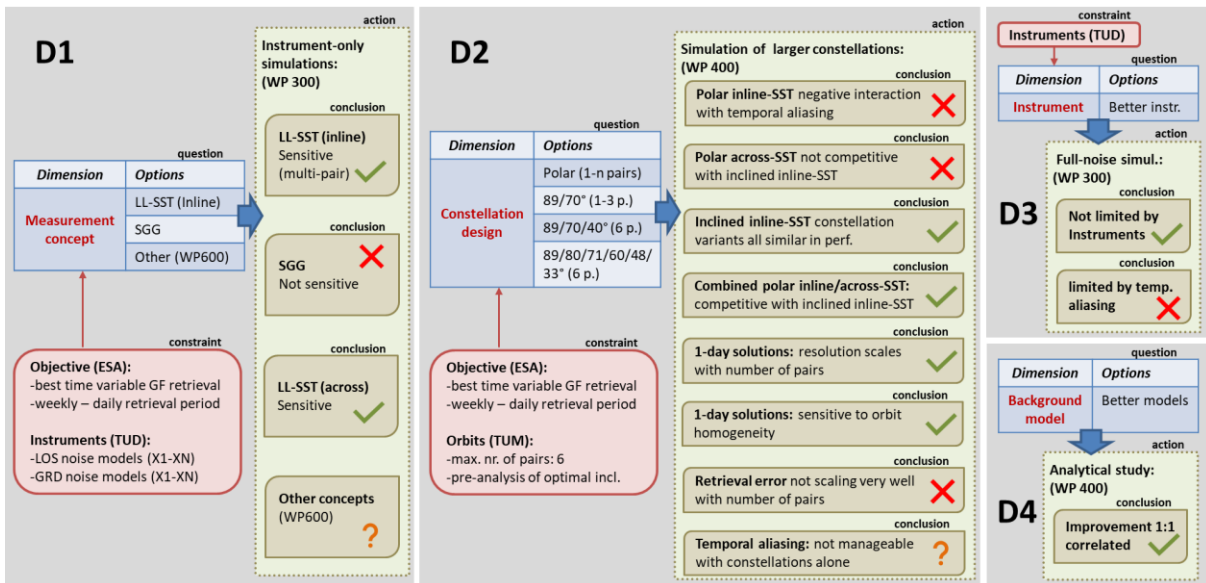 D1
action
Instrument-only
simulations:
(WP 300)
conclusion
LL-SST (inline)
Sensitive
(multi-pair)
question
Dimension
Options
Measurement
concept
LL-SST (Inline)
SGG
Other (WP600)
conclusion
SGG
Not sensitive
constraint
Objective (ESA)
-best time variable GF retrieval
-weekly – daily retrieval period
Instruments (TUD):
-LOS noise models (X1-XN)
-GRD noise models (X1-XN)
conclusion
LL-SST (across)
Sensitive
conclusion
Other concepts
(WP600)
?
D2
action
Simulation of larger constellations:
(WP 400)
question
Dimension
Options
Constellation
design
Polar (1-n pairs)
89/70° (1-3 p.)
89/70/40° (6 p.)
89/80/71/60/48/
33° (6 p.)
constraint
Objective (ESA):
-best time variable GF retrieval
-weekly – daily retrieval period
Orbits (TUM):
-max. nr. of pairs: 6
-pre-analysis of optimal incl.
conclusion
Polar inline-SST negative interaction
with temporal aliasing
conclusion
Polar across-SST not competitive
with inclined inline-SST
conclusion
Inclined inline-SST constellation
variants all similar in perf.
conclusion
Combined polar inline/across-SST:
competitive with inclined inline-SST
conclusion
1-day solutions: resolution scales
with number of pairs
conclusion
1-day solutions: sensitive to orbit
homogeneity
conclusion
Retrieval error not scaling very well
with number of pairs
conclusion
Temporal aliasing: not manageable
with constellations alone
?
constraint
Instruments (TUD)
question
Dimension
Options
Instrument
Better instr.
action
D3
Full-noise simul.:
(WP 300)
conclusion
Not limited by
Instruments
conclusion
limited by temp.
aliasing
question
Dimension
Options
Background
model
Better models
action
D4
Analytical study:
(WP 400)
conclusion
Improvement 1:1
correlated